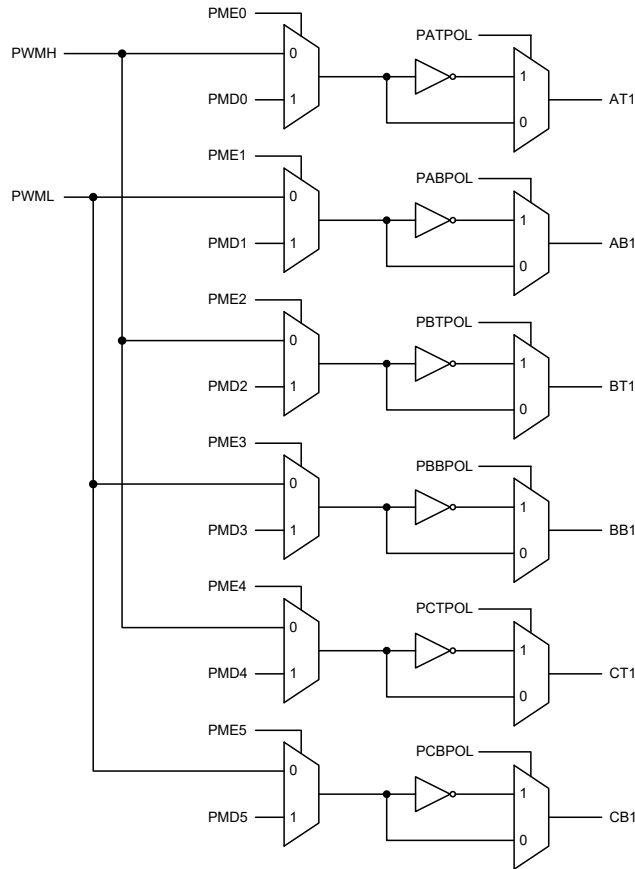 PME0
PATPOL
PWMH
0
1
PMD0
1
0
AT1
PME1
PABPOL
PWML
0
1
PMD1
1
0
AB1
PME2
PBTPOL
0
1
PMD2
1
0
BT1
PME3
PBBPOL
0
1
PMD3
1
0
BB1
PME4
PCTPOL
0
1
PMD4
1
0
CT1
PME5
PCBPOL
0
1
PMD5
1
0
CB1